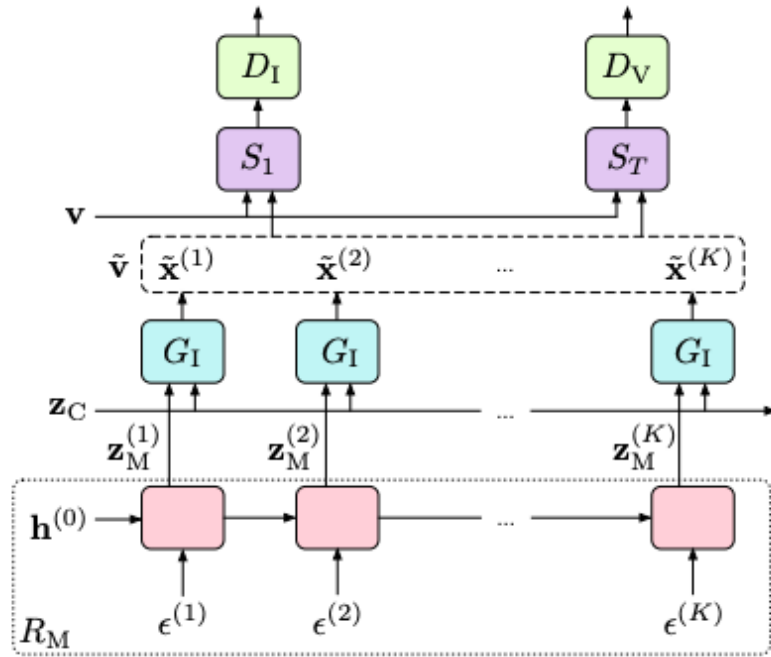 D_I D_V
S_1 S_T
v
ṽ x̃^(1) x̃^(2) ... x̃^(K)
G_I G_I G_I
z_C ...
z_M^(1) z_M^(2) z_M^(K)
h^(0) ...
ϵ^(1) ϵ^(2) ϵ^(K)
R_M